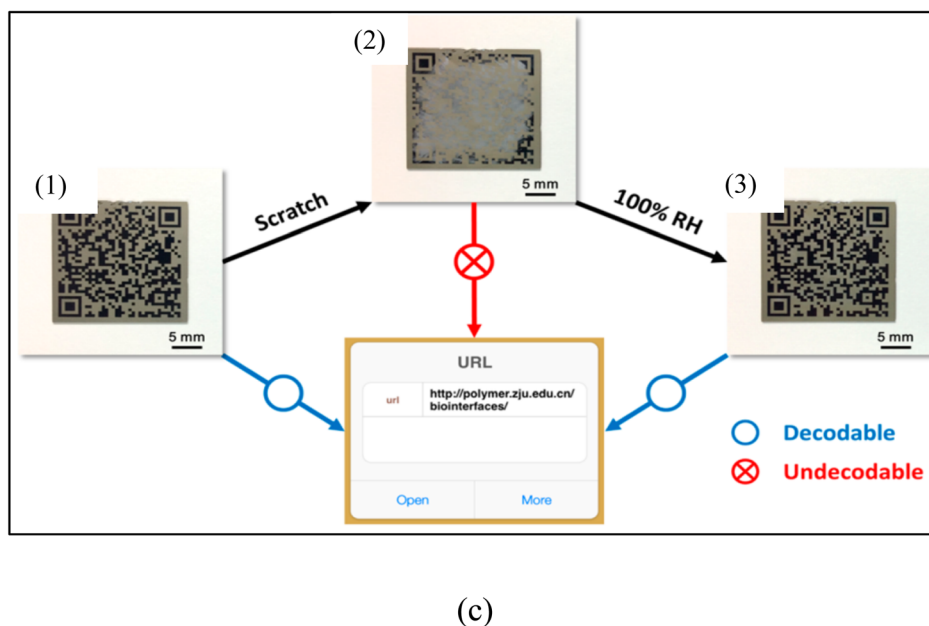 (2)
5 mm
(1)
Scratch
100% RH
(3)
5 mm
5 mm
URL
url
http://polymer.zju.edu.cn/
biointerfaces/
Open
More
Decodable
Undecodable
(c)